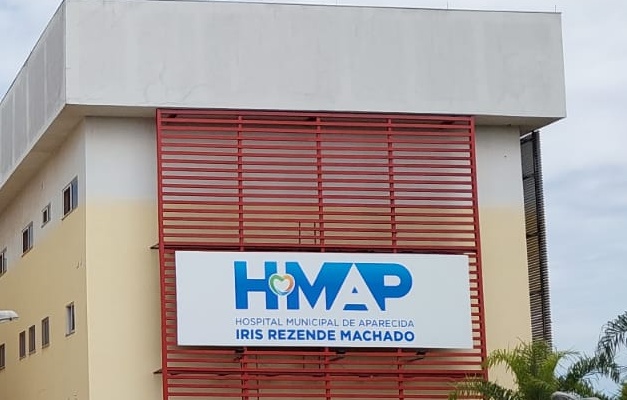 HMAP
HOSPITAL MUNICIPAL DE APARECIDA
IRIS REZENDE MACHADO